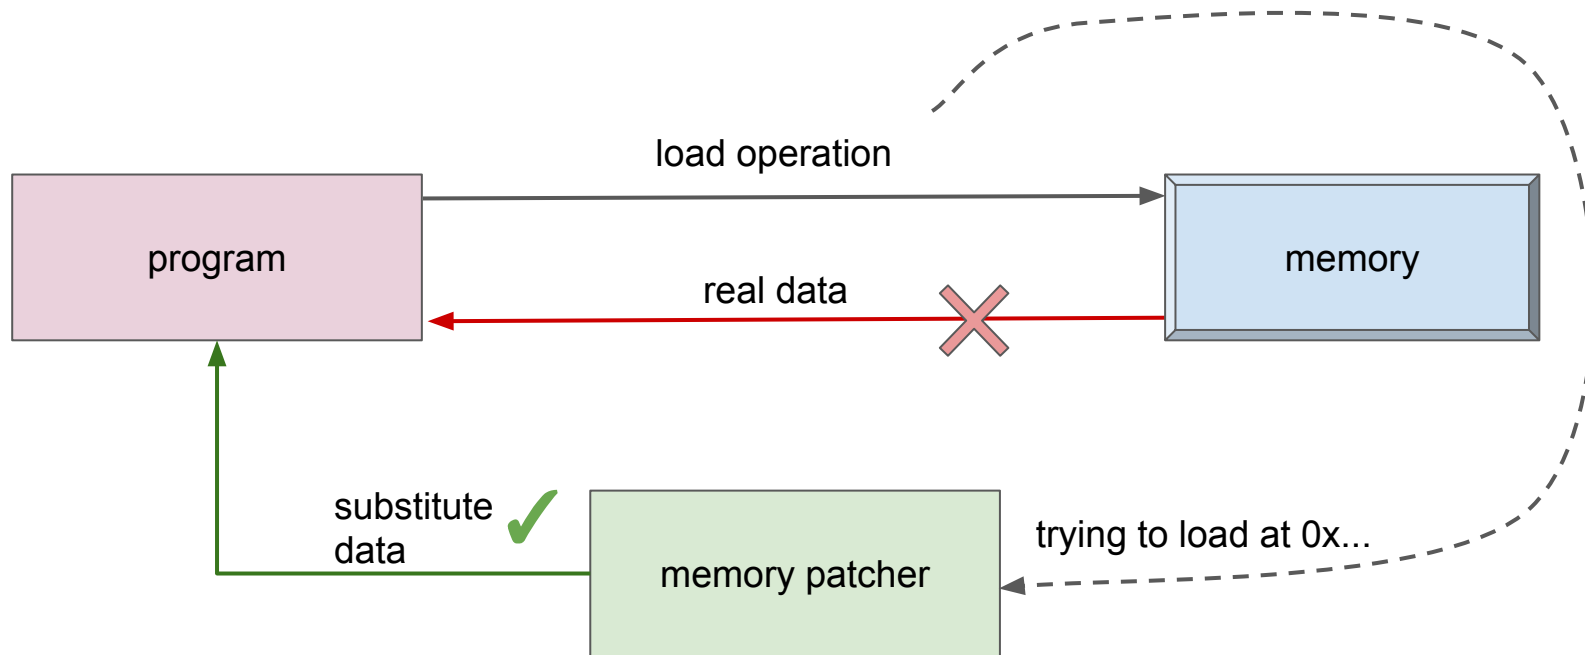 load operation
program
memory
real data
substitute
data
trying to load at 0x...
memory patcher